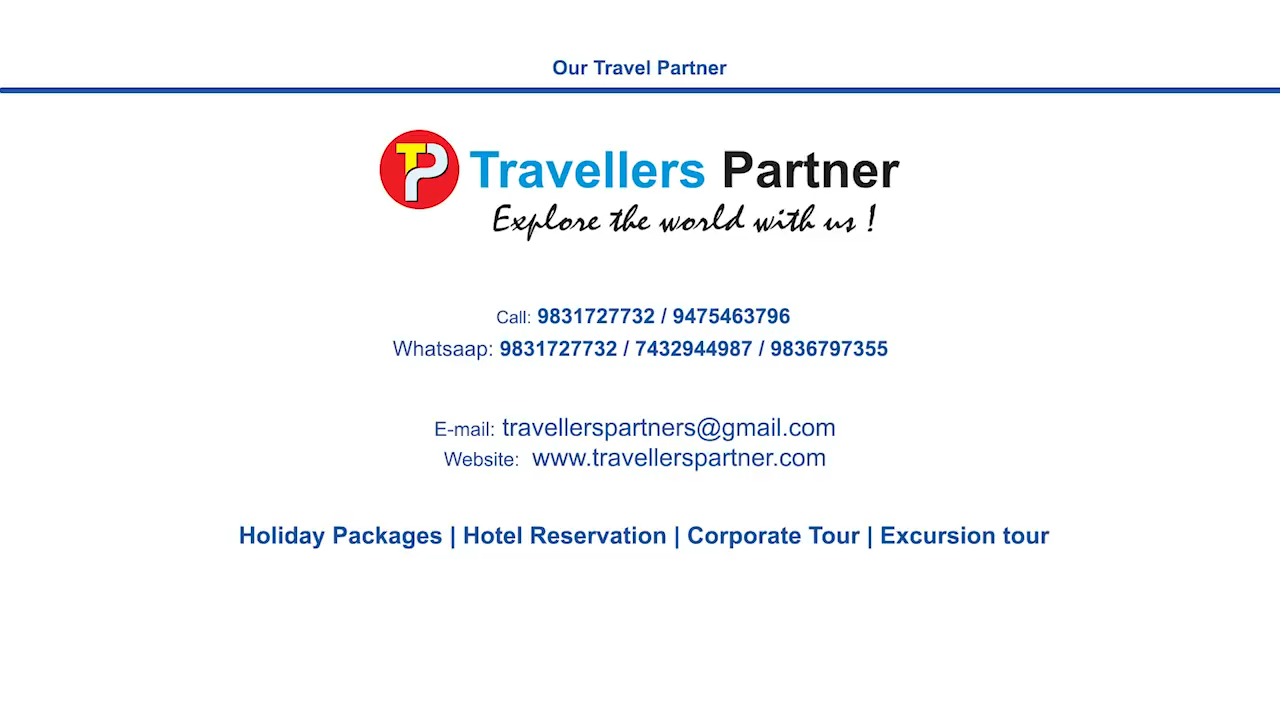 Our Travel Partner
TP Travellers Partner
Explore the world with us !
Call: 9831727732 / 9475463796
Whatsaap: 9831727732 / 7432944987 / 9836797355
E-mail: travellerspartners@gmail.com
Website: www.travellerspartner.com
Holiday Packages | Hotel Reservation | Corporate Tour | Excursion tour